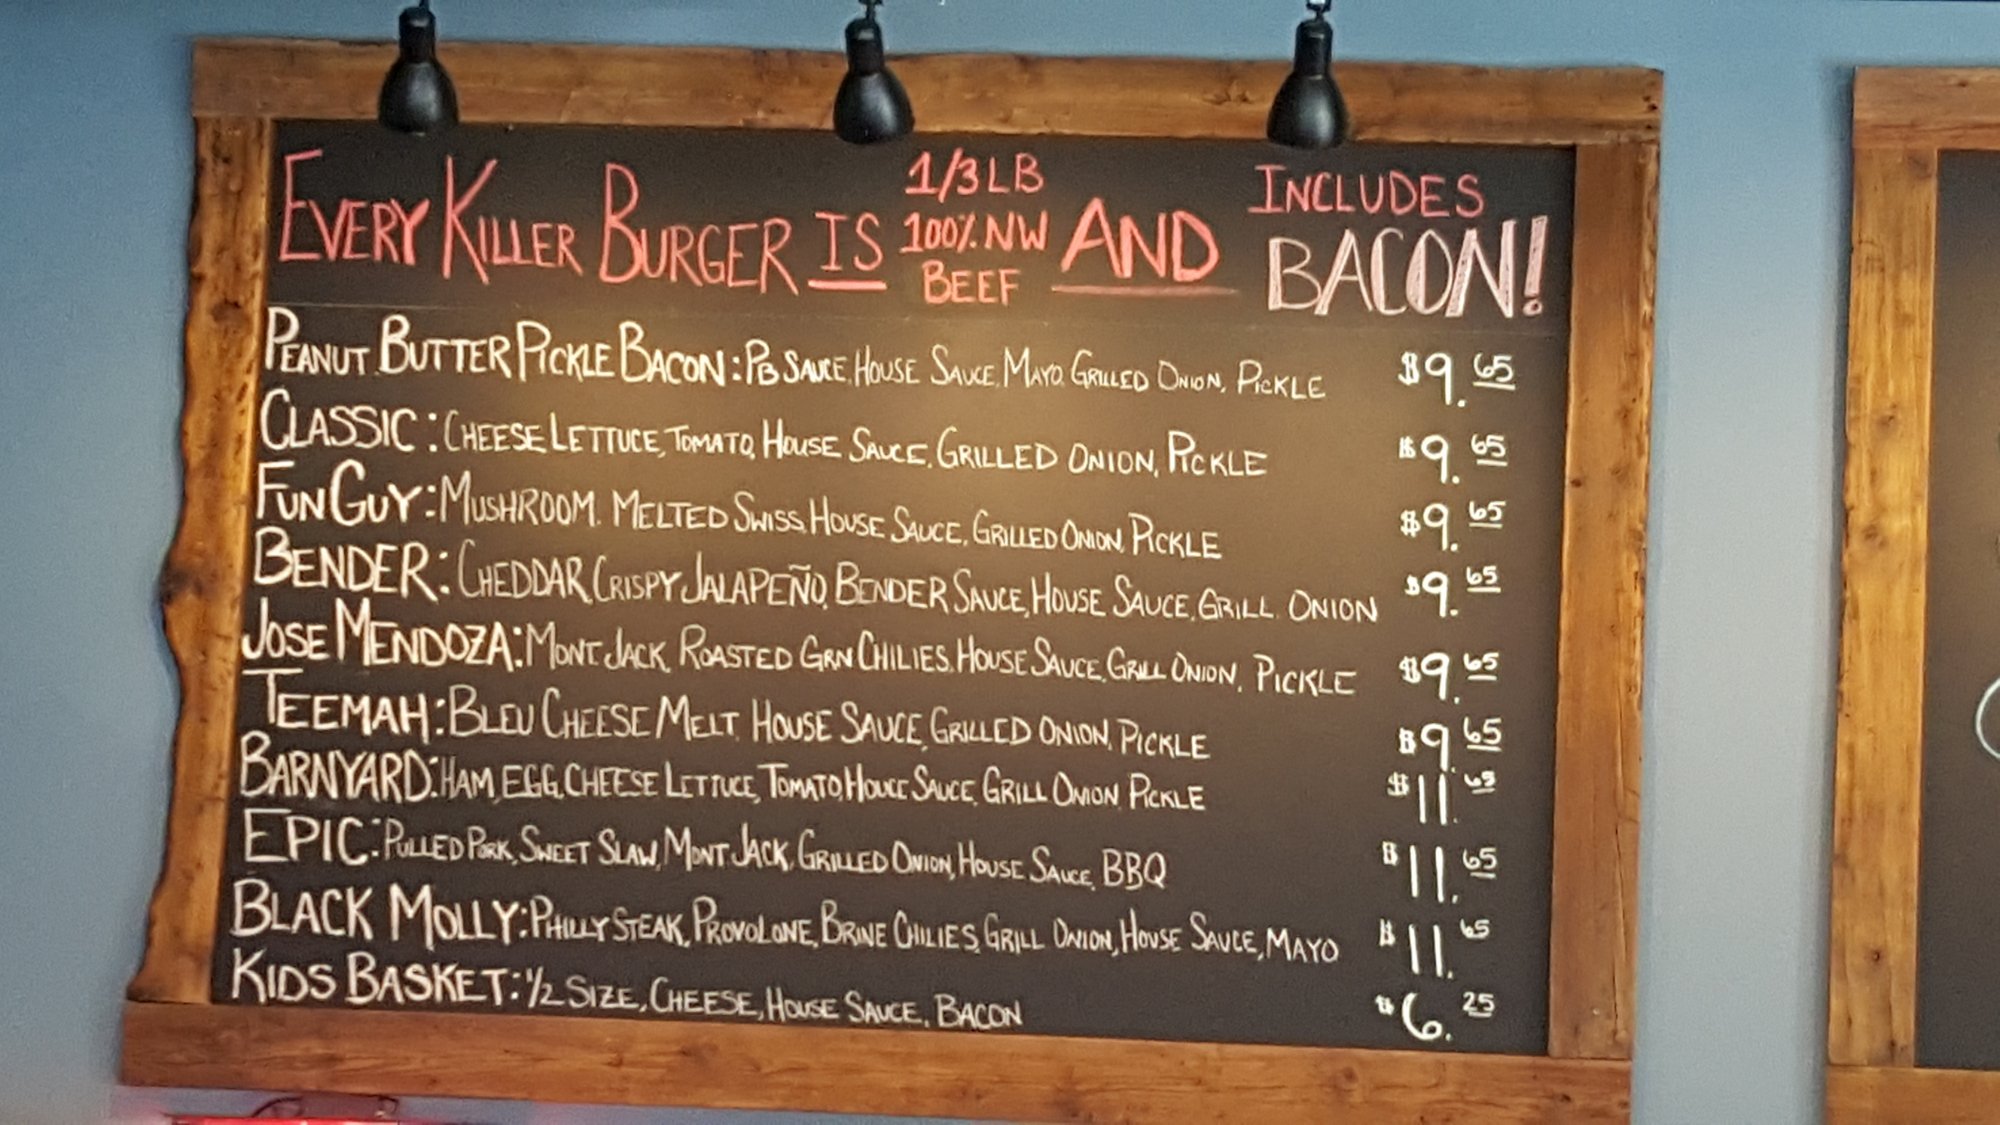 EVERY KILLER BURGER IS 1/3 LB 100% NW BEEF AND INCLUDES BACON!
PEANUT BUTTER PICKLE BACON: PB SAUCE, HOUSE SAUCE, MAYO, GRILLED ONION, PICKLE $9.65
CLASSIC: CHEESE LETTUCE, TOMATO, HOUSE SAUCE, GRILLED ONION, PICKLE $9.65
FUN GUY: MUSHROOM, MELTED SWISS, HOUSE SAUCE, GRILLED ONION, PICKLE $9.65
BENDER: CHEDDAR, CRISPY JALAPEÑO, BENDER SAUCE, HOUSE SAUCE, GRILL ONION $9.65
JOSE MENDOZA: MONT JACK, ROASTED GRN CHILIES, HOUSE SAUCE, GRILL ONION, PICKLE $9.65
TEEMAH: BLEU CHEESE MELT, HOUSE SAUCE, GRILLED ONION, PICKLE $9.65
BARNYARD: HAM, EGG, CHEESE LETTUCE, TOMATO, HOUSE SAUCE, GRILL ONION, PICKLE $11.65
EPIC: PULLED PORK, SWEET SLAW, MONT JACK, GRILLED ONION, HOUSE SAUCE, BBQ $11.65
BLACK MOLLY: PHILLY STEAK, PROVOLONE, BRINE CHILIES, GRILL ONION, HOUSE SAUCE, MAYO $11.65
KIDS BASKET: 1/2 SIZE, CHEESE, HOUSE SAUCE, BACON $6.25